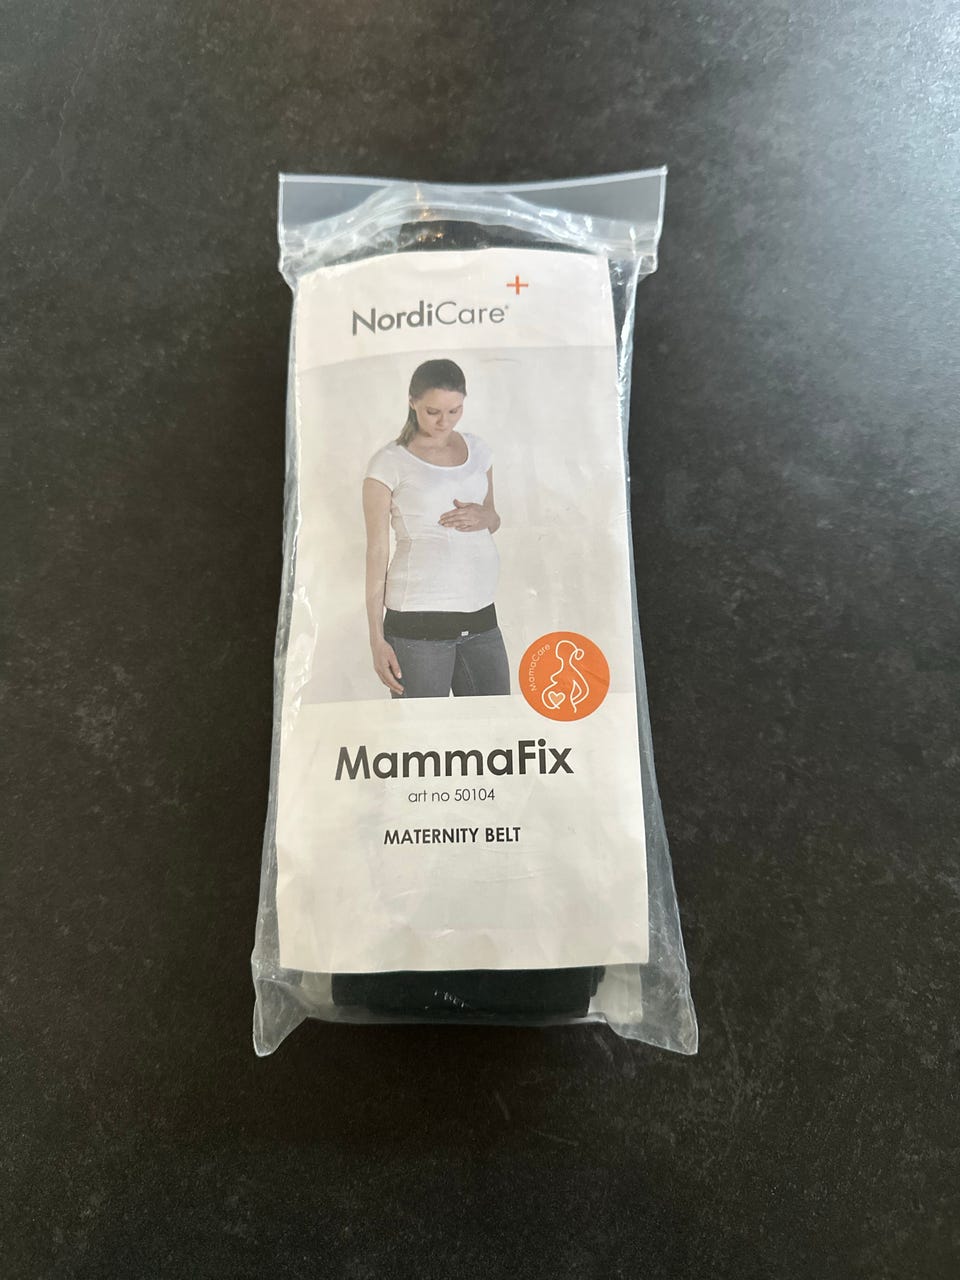 NordiCare
MamaCare
MammaFix
art no 50104
MATERNITY BELT